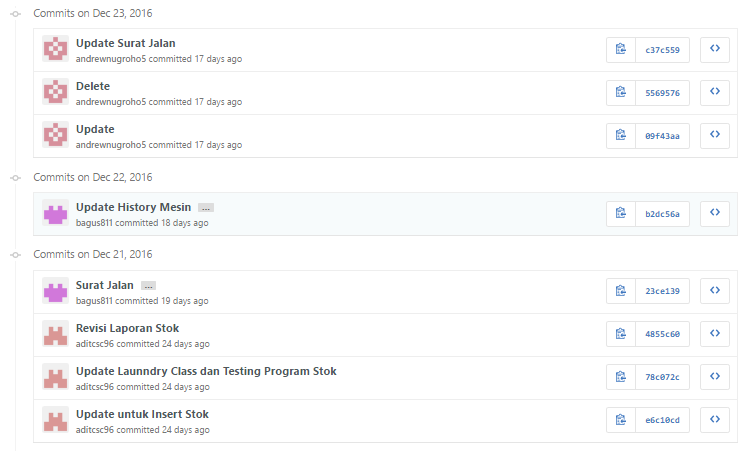 Commits on Dec 23, 2016
Update Surat Jalan
andrewnugroho5 committed 17 days ago
c37c559
Delete
andrewnugroho5 committed 17 days ago
5569576
Update
andrewnugroho5 committed 17 days ago
09f43aa
Commits on Dec 22, 2016
Update History Mesin ...
bagus811 committed 18 days ago
b2dc56a
Commits on Dec 21, 2016
Surat Jalan ...
bagus811 committed 19 days ago
23ce139
Revisi Laporan Stok
aditcsc96 committed 24 days ago
4855c60
Update Launndry Class dan Testing Program Stok
aditcsc96 committed 24 days ago
78c072c
Update untuk Insert Stok
aditcsc96 committed 24 days ago
e6c10cd